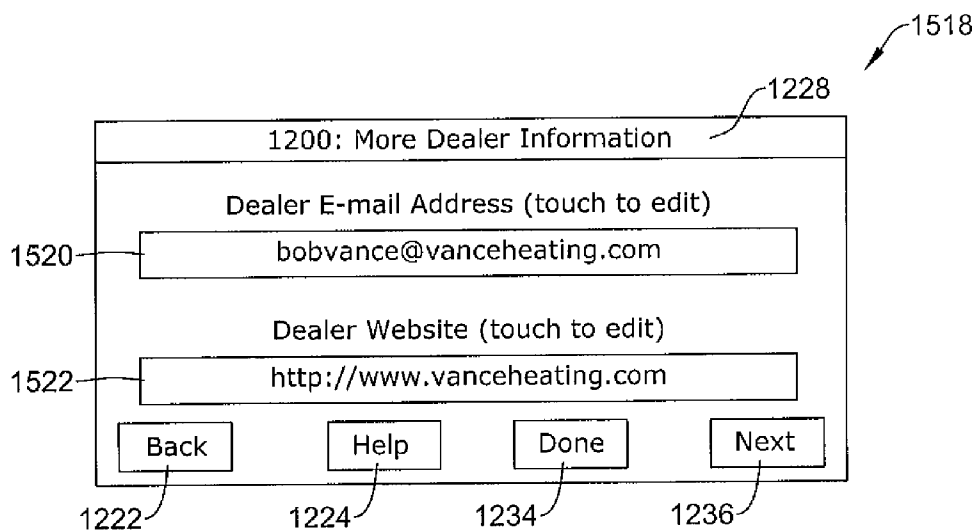 1518
1228
1200: More Dealer Information
Dealer E-mail Address (touch to edit)
1520
bobvance@vanceheating.com
Dealer Website (touch to edit)
1522
http://www.vanceheating.com
Back Help Done Next
1222 1224 1234 1236